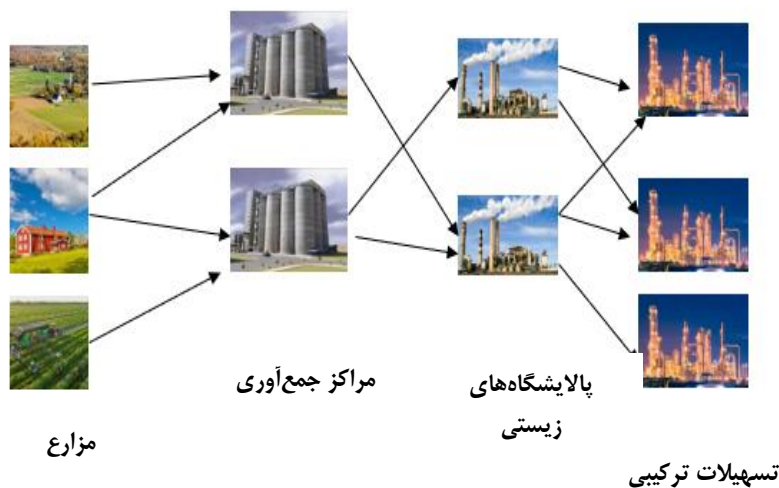 مزارع
مراکز جمع‌آوری
پالایشگاه‌های
زیستی
تسهیلات ترکیبی